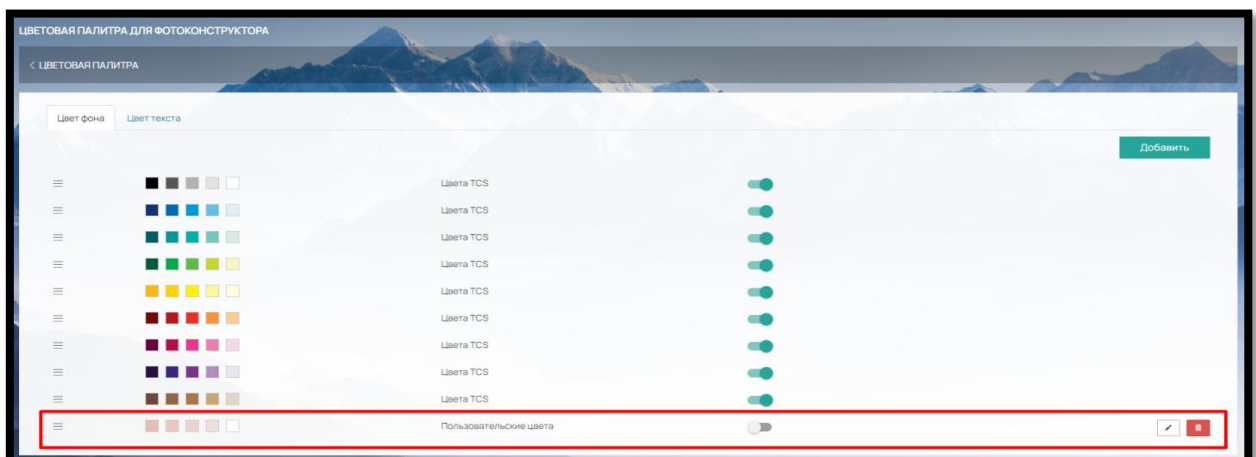 ЦВЕТОВАЯ ПАЛИТРА ДЛЯ ФОТОКОНСТРУКТОРА
< ЦВЕТОВАЯ ПАЛИТРА
Цвет фона Цвет текста
Добавить
Цвета TCS
Цвета TCS
Цвета TCS
Цвета TCS
Цвета TCS
Цвета TCS
Цвета TCS
Цвета TCS
Цвета TCS
Пользовательские цвета